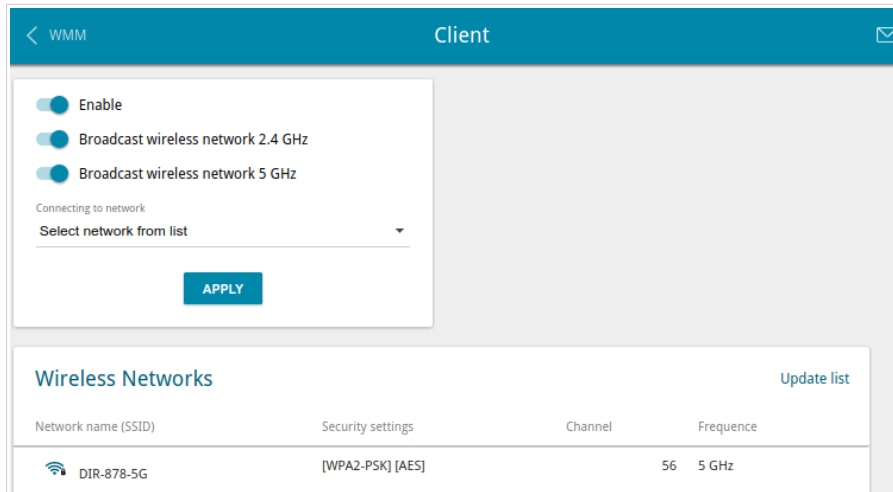 WMM Client
Enable
Broadcast wireless network 2.4 GHz
Broadcast wireless network 5 GHz
Connecting to network
Select network from list
APPLY
Wireless Networks Update list
Network name (SSID) Security settings Channel Frequence
DIR-878-5G [WPA2-PSK] [AES] 56 5 GHz